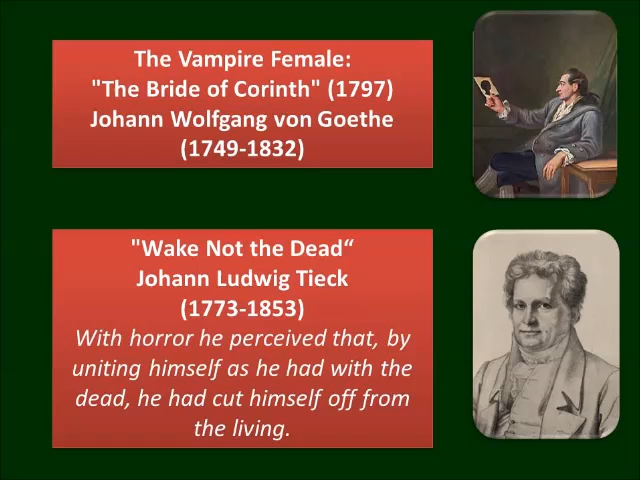 The Vampire Female:
"The Bride of Corinth" (1797)
Johann Wolfgang von Goethe
(1749-1832)
"Wake Not the Dead“
Johann Ludwig Tieck
(1773-1853)
With horror he perceived that, by
uniting himself as he had with the
dead, he had cut himself off from
the living.